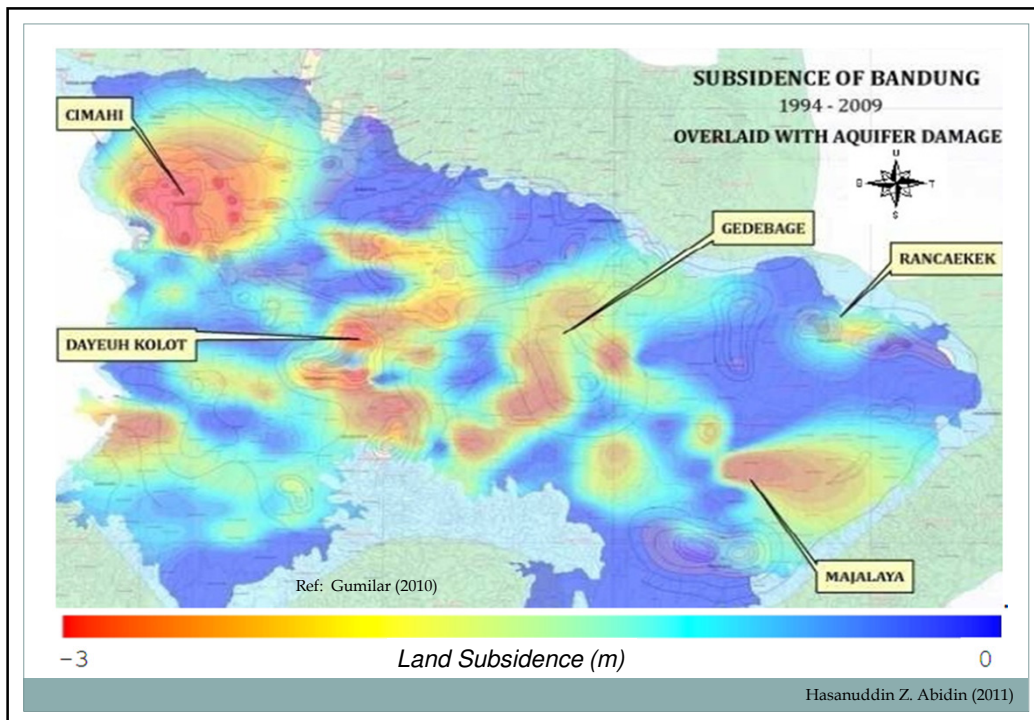 SUBSIDENCE OF BANDUNG
1994 - 2009
OVERLAID WITH AQUIFER DAMAGE
U
B T
S
CIMAHI
GEDEBAGE
RANCAEKEK
DAYEUH KOLOT
MAJALAYA
Ref: Gumilar (2010)
−3 Land Subsidence (m) 0
Hasanuddin Z. Abidin (2011)